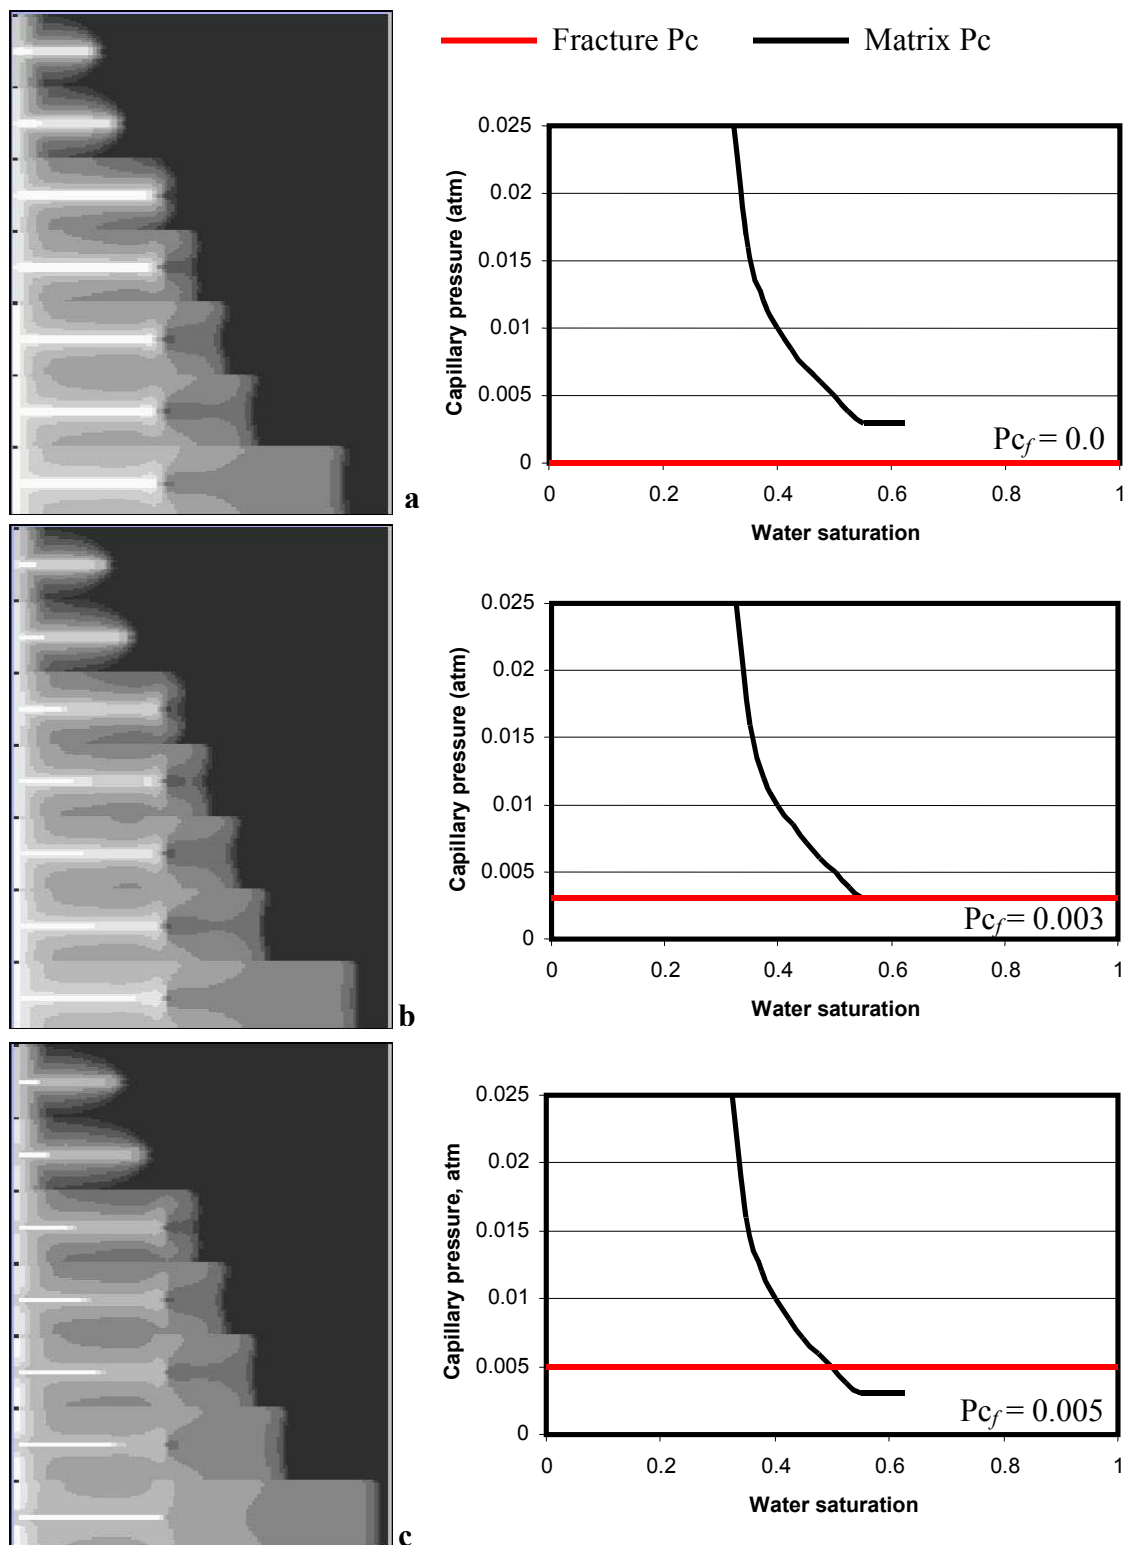 Fracture Pc Matrix Pc
Capillary pressure (atm)
0.025
0.02
0.015
0.01
0.005
0
Pcf = 0.0
0 0.2 0.4 0.6 0.8 1
Water saturation
a
Capillary pressure (atm)
0.025
0.02
0.015
0.01
0.005
0
Pcf = 0.003
0 0.2 0.4 0.6 0.8 1
Water saturation
b
Capillary pressure, atm
0.025
0.02
0.015
0.01
0.005
0
Pcf = 0.005
0 0.2 0.4 0.6 0.8 1
Water saturation
c